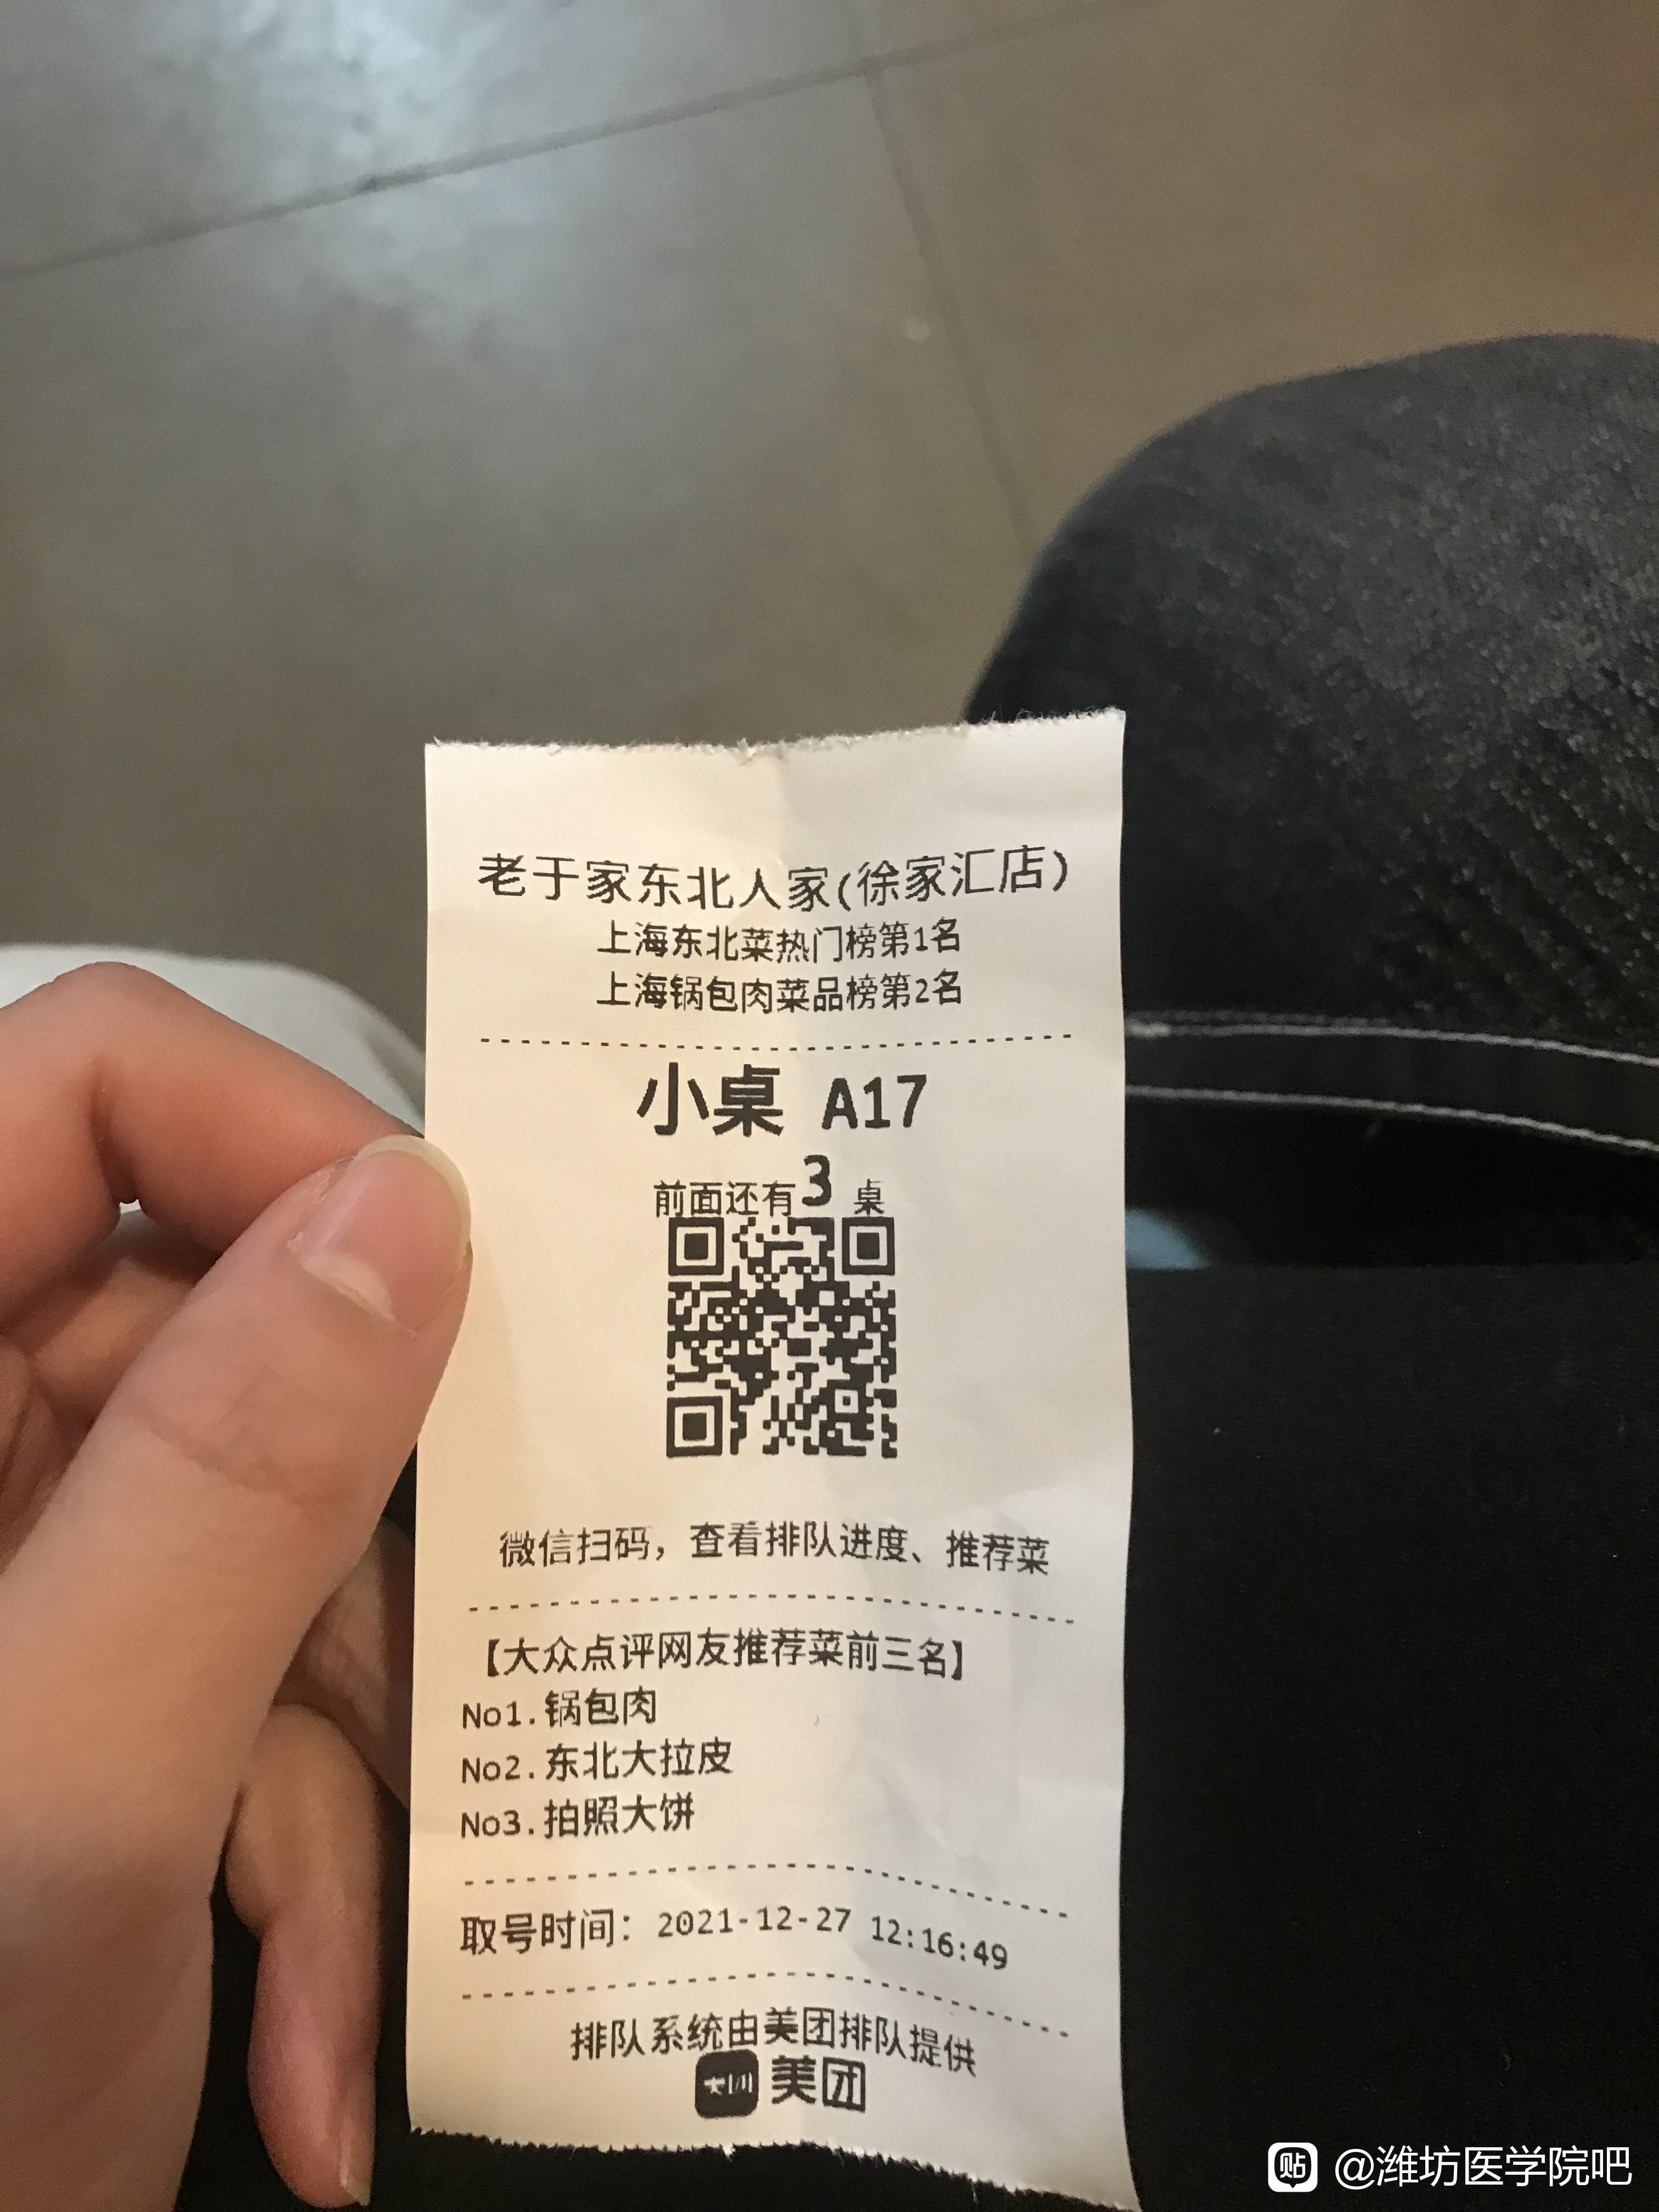 老于家东北人家(徐家汇店)
上海东北菜热门榜第1名
上海锅包肉菜品榜第2名
小桌 A17
前面还有3 桌
微信扫码，查看排队进度、推荐菜
【大众点评网友推荐菜前三名】
No1.锅包肉
No2.东北大拉皮
No3.拍照大饼
取号时间：2021-12-27 12:16:49
排队系统由美团排队提供
美团 美团
贴 @潍坊医学院吧